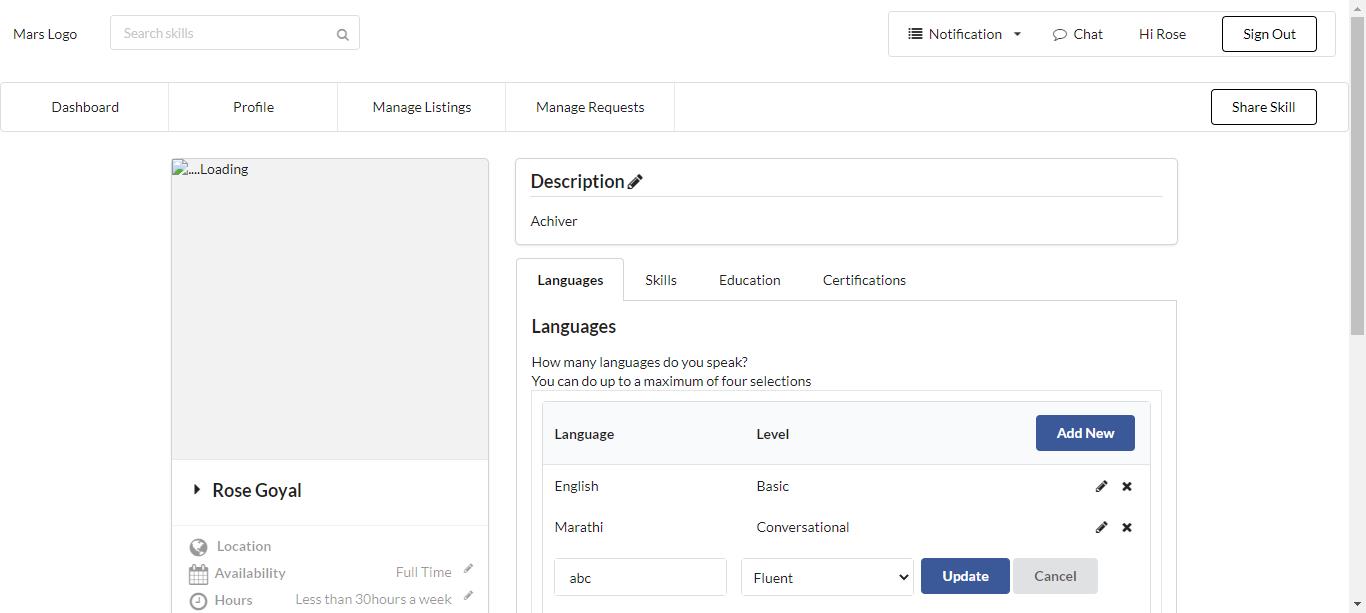 Mars Logo
Search skills
Notification
Chat
Hi Rose
Sign Out
Dashboard
Profile
Manage Listings
Manage Requests
Share Skill
....Loading
Rose Goyal
Location
Availability Full Time
Hours Less than 30hours a week
Description
Achiver
Languages Skills Education Certifications
Languages
How many languages do you speak?
You can do up to a maximum of four selections
Language Level Add New
English Basic
Marathi Conversational
abc Fluent Update Cancel